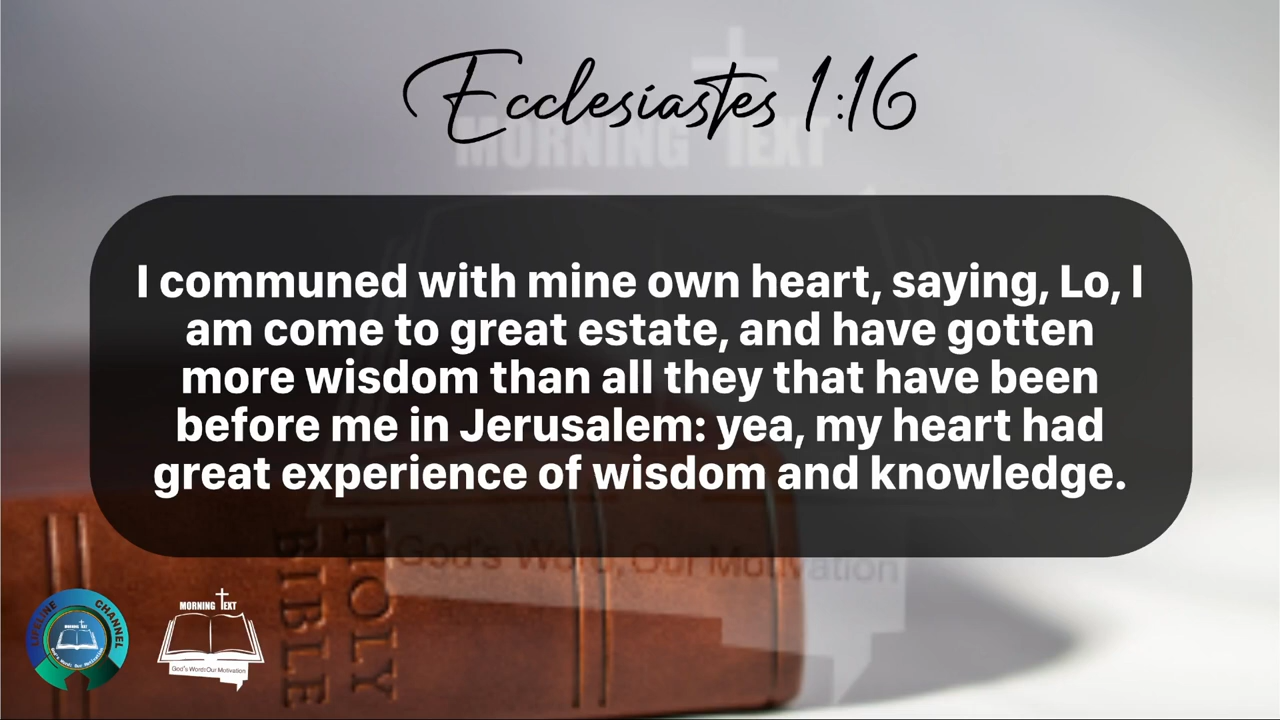 Ecclesiastes 1:16
MORNING TEXT
I communed with mine own heart, saying, Lo, I
am come to great estate, and have gotten
more wisdom than all they that have been
before me in Jerusalem: yea, my heart had
great experience of wisdom and knowledge.
God's Word, Our Motivation
HOLY
BIBLE
LIFELINE CHANNEL
MORNING TEXT
God's Word: Our Motivation